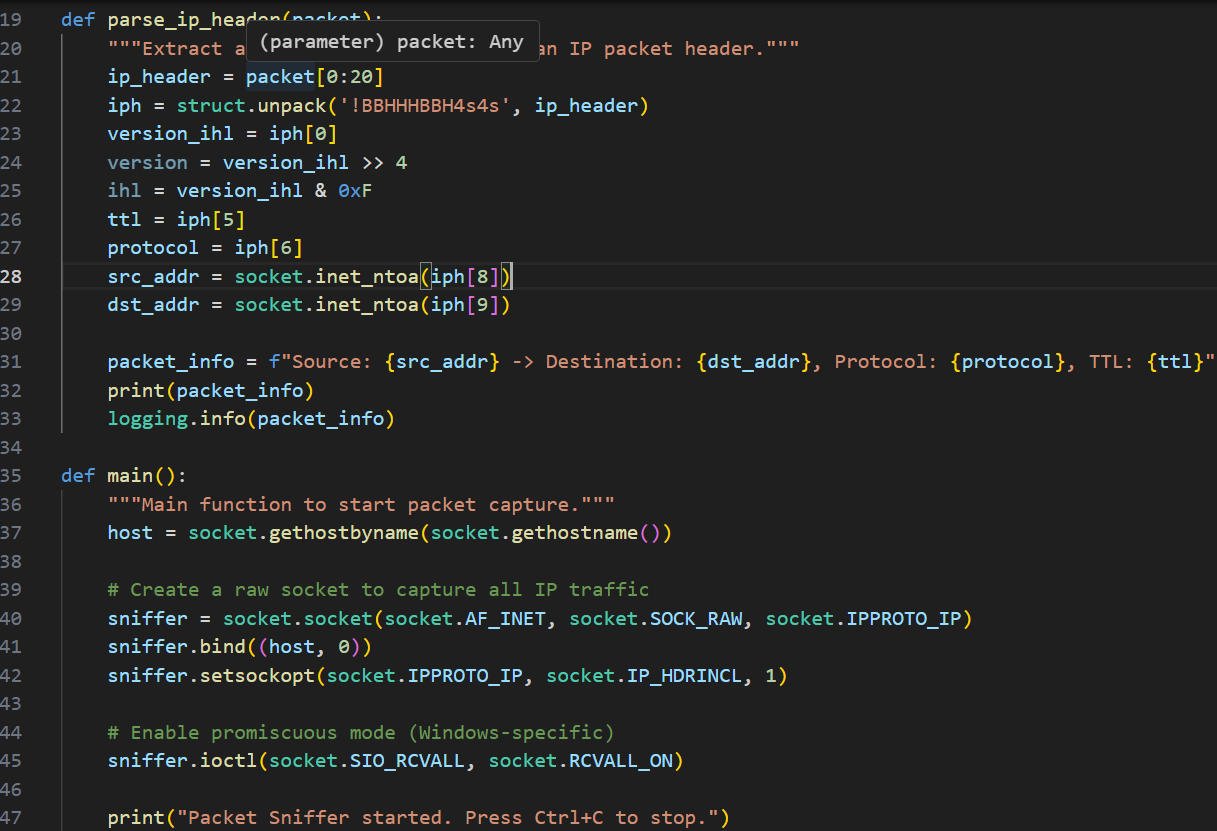 19 def parse_ip_header(packet):
(parameter) packet: Any
20 """Extract a an IP packet header."""
21 ip_header = packet[0:20]
22 iph = struct.unpack('!BBHHHBBH4s4s', ip_header)
23 version_ihl = iph[0]
24 version = version_ihl >> 4
25 ihl = version_ihl & 0xF
26 ttl = iph[5]
27 protocol = iph[6]
28 src_addr = socket.inet_ntoa(iph[8])
29 dst_addr = socket.inet_ntoa(iph[9])
30
31 packet_info = f"Source: {src_addr} -> Destination: {dst_addr}, Protocol: {protocol}, TTL: {ttl}"
32 print(packet_info)
33 logging.info(packet_info)
34
35 def main():
36 """Main function to start packet capture."""
37 host = socket.gethostbyname(socket.gethostname())
38
39 # Create a raw socket to capture all IP traffic
40 sniffer = socket.socket(socket.AF_INET, socket.SOCK_RAW, socket.IPPROTO_IP)
41 sniffer.bind((host, 0))
42 sniffer.setsockopt(socket.IPPROTO_IP, socket.IP_HDRINCL, 1)
43
44 # Enable promiscuous mode (Windows-specific)
45 sniffer.ioctl(socket.SIO_RCVALL, socket.RCVALL_ON)
46
47 print("Packet Sniffer started. Press Ctrl+C to stop.")